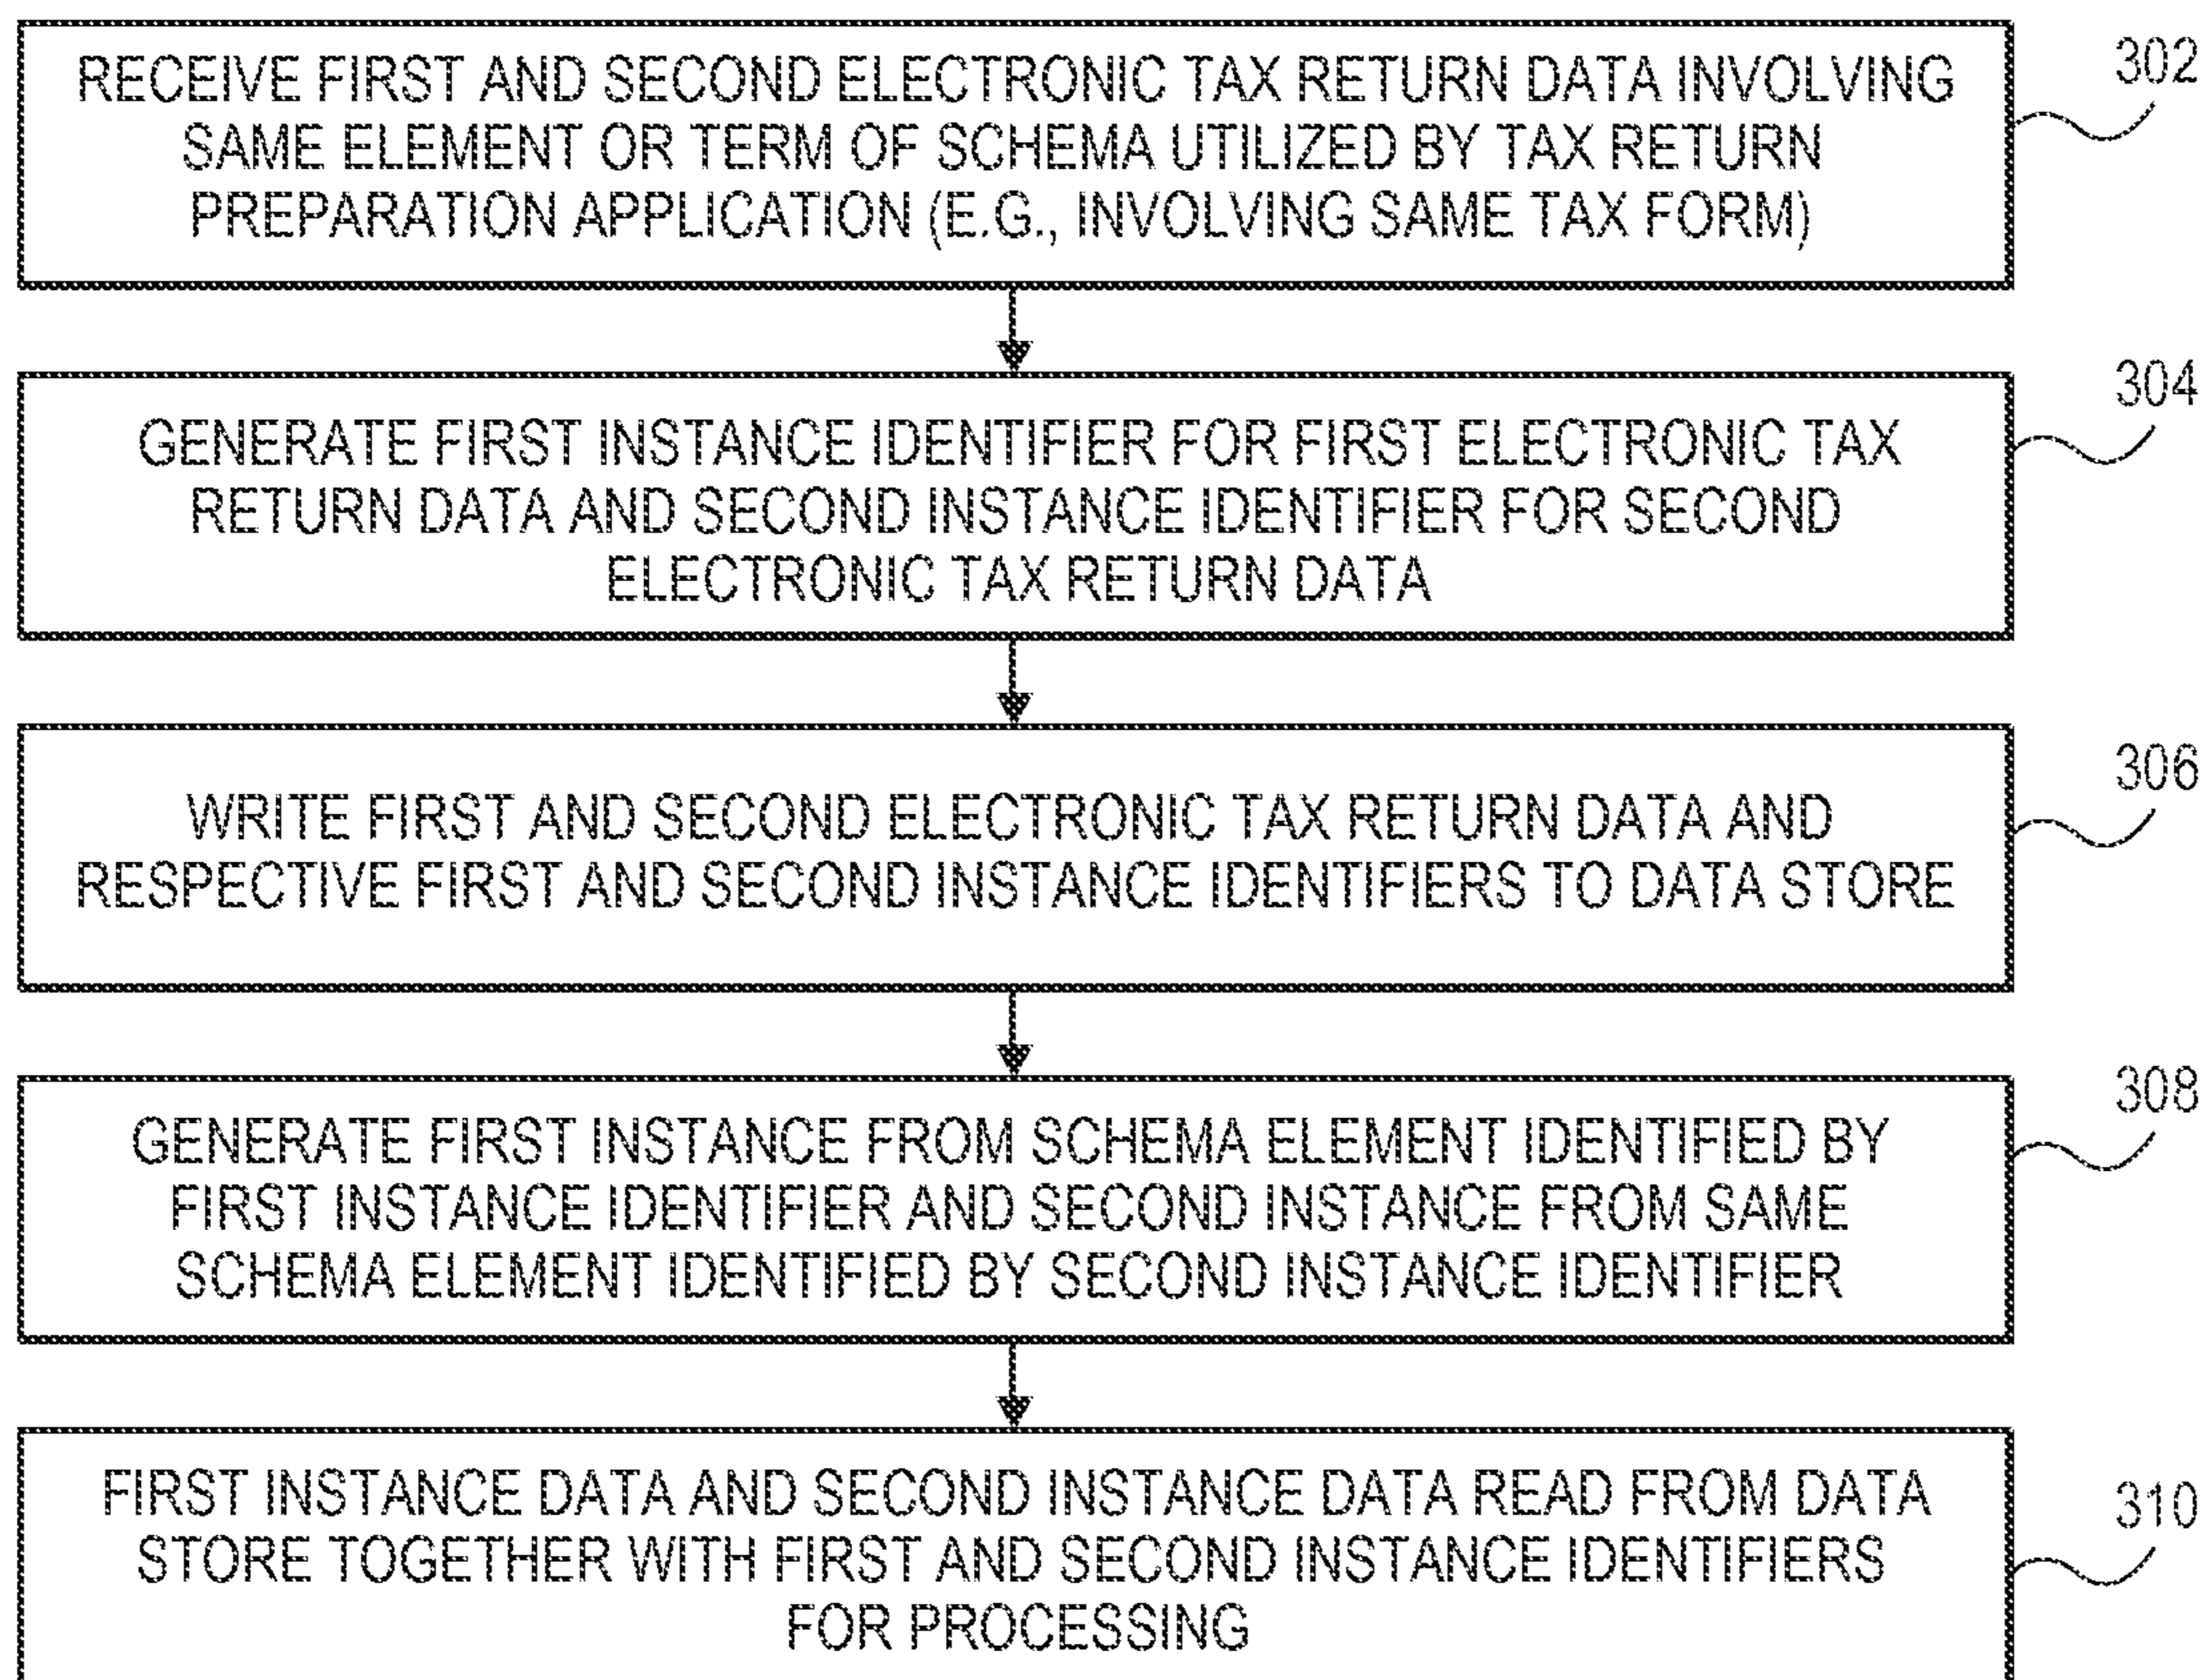 RECEIVE FIRST AND SECOND ELECTRONIC TAX RETURN DATA INVOLVING
SAME ELEMENT OR TERM OF SCHEMA UTILIZED BY TAX RETURN
PREPARATION APPLICATION (E.G., INVOLVING SAME TAX FORM)
302
GENERATE FIRST INSTANCE IDENTIFIER FOR FIRST ELECTRONIC TAX
RETURN DATA AND SECOND INSTANCE IDENTIFIER FOR SECOND
ELECTRONIC TAX RETURN DATA
304
WRITE FIRST AND SECOND ELECTRONIC TAX RETURN DATA AND
RESPECTIVE FIRST AND SECOND INSTANCE IDENTIFIERS TO DATA STORE
306
GENERATE FIRST INSTANCE FROM SCHEMA ELEMENT IDENTIFIED BY
FIRST INSTANCE IDENTIFIER AND SECOND INSTANCE FROM SAME
SCHEMA ELEMENT IDENTIFIED BY SECOND INSTANCE IDENTIFIER
308
FIRST INSTANCE DATA AND SECOND INSTANCE DATA READ FROM DATA
STORE TOGETHER WITH FIRST AND SECOND INSTANCE IDENTIFIERS
FOR PROCESSING
310